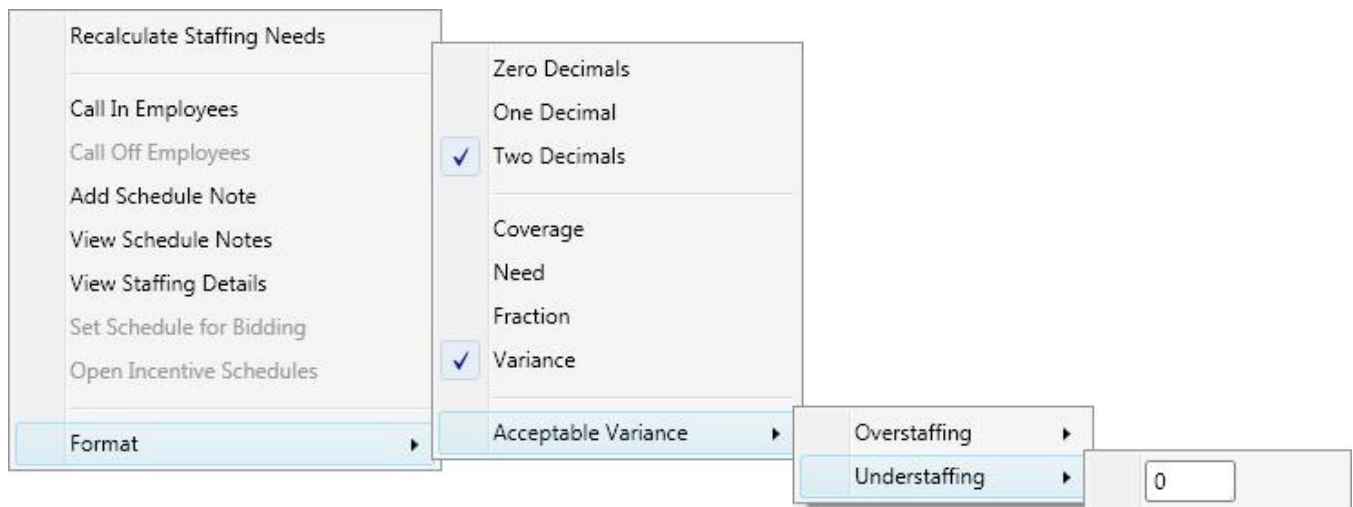 Recalculate Staffing Needs
Call In Employees
Call Off Employees
Add Schedule Note
View Schedule Notes
View Staffing Details
Set Schedule for Bidding
Open Incentive Schedules
Format
Zero Decimals
One Decimal
Two Decimals
Coverage
Need
Fraction
Variance
Acceptable Variance
Overstaffing
Understaffing
0